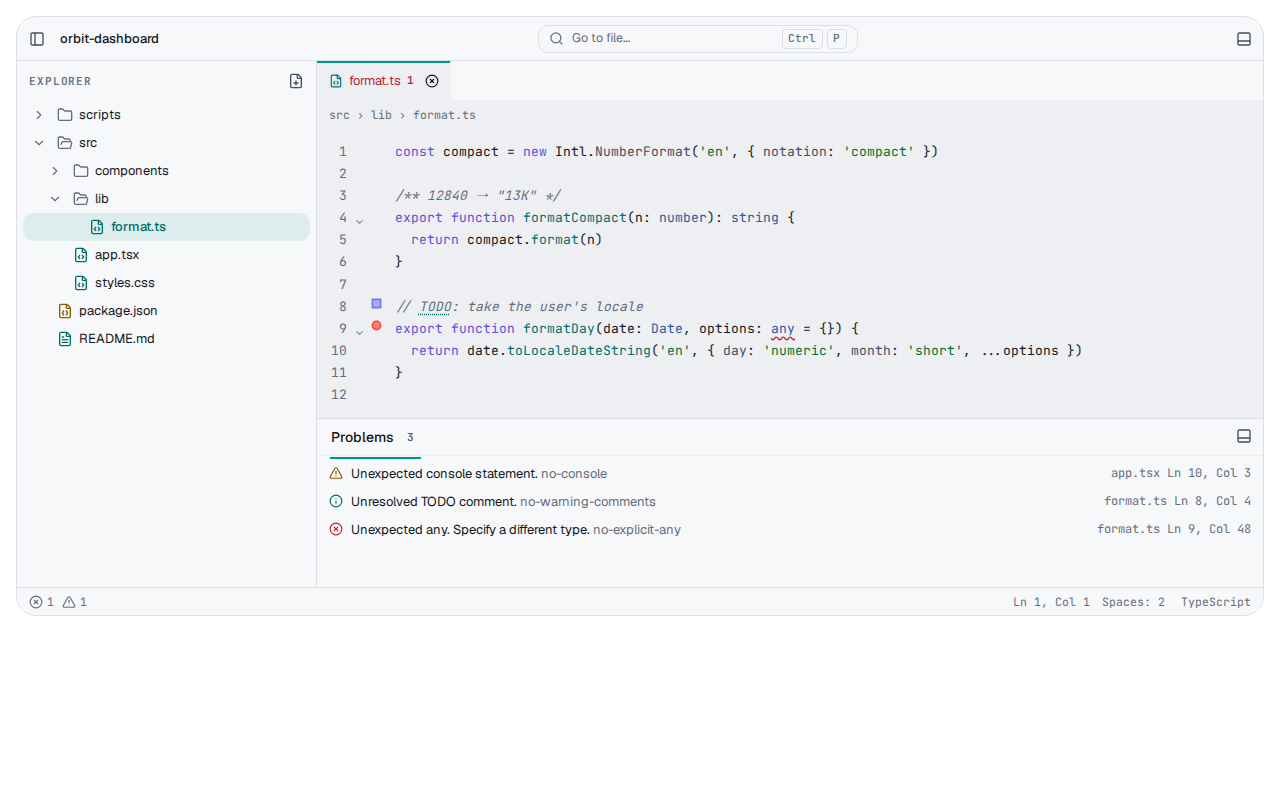 orbit-dashboard
Go to file…
Ctrl P
EXPLORER
scripts
src
components
lib
format.ts
app.tsx
styles.css
package.json
README.md
format.ts 1
src › lib › format.ts
1 const compact = new Intl.NumberFormat('en', { notation: 'compact' })
2
3 /** 12840 → "13K" */
4 export function formatCompact(n: number): string {
5 return compact.format(n)
6 }
7
8 // TODO: take the user's locale
9 export function formatDay(date: Date, options: any = {}) {
10 return date.toLocaleDateString('en', { day: 'numeric', month: 'short', ...options })
11 }
12
Problems 3
Unexpected console statement. no-console app.tsx Ln 10, Col 3
Unresolved TODO comment. no-warning-comments format.ts Ln 8, Col 4
Unexpected any. Specify a different type. no-explicit-any format.ts Ln 9, Col 48
1 1
Ln 1, Col 1 Spaces: 2 TypeScript